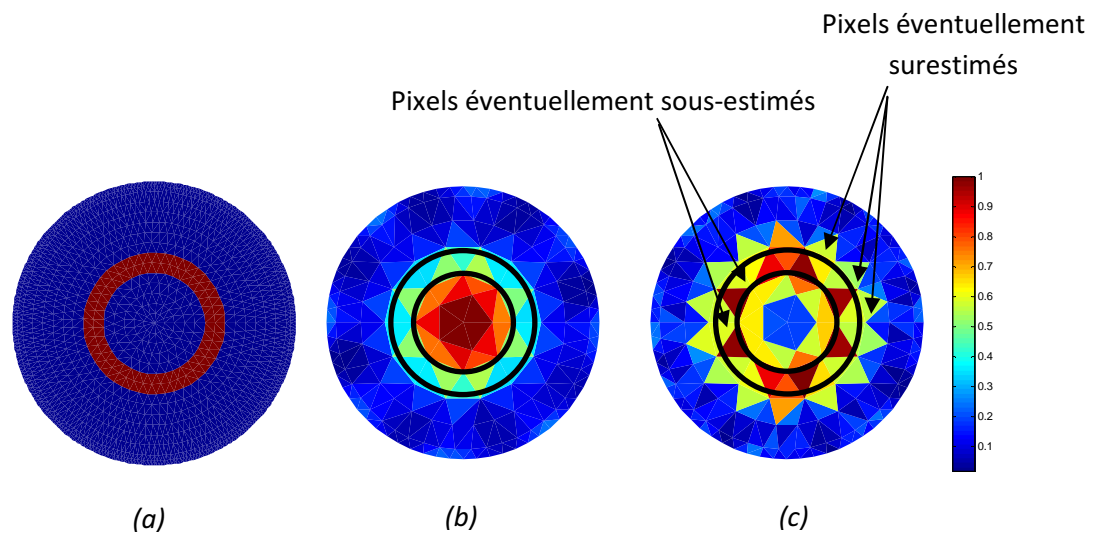 Pixels éventuellement
surestimés
Pixels éventuellement sous-estimés
1
0.9
0.8
0.7
0.6
0.5
0.4
0.3
0.2
0.1
(a)
(b)
(c)